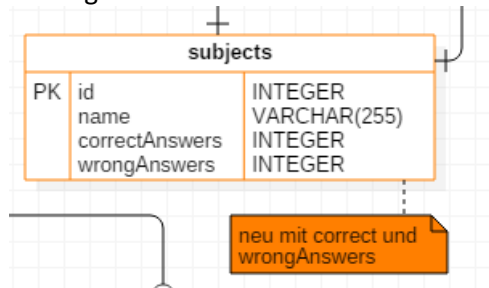 subjects
PK id INTEGER
name VARCHAR(255)
correctAnswers INTEGER
wrongAnswers INTEGER
neu mit correct und
wrongAnswers